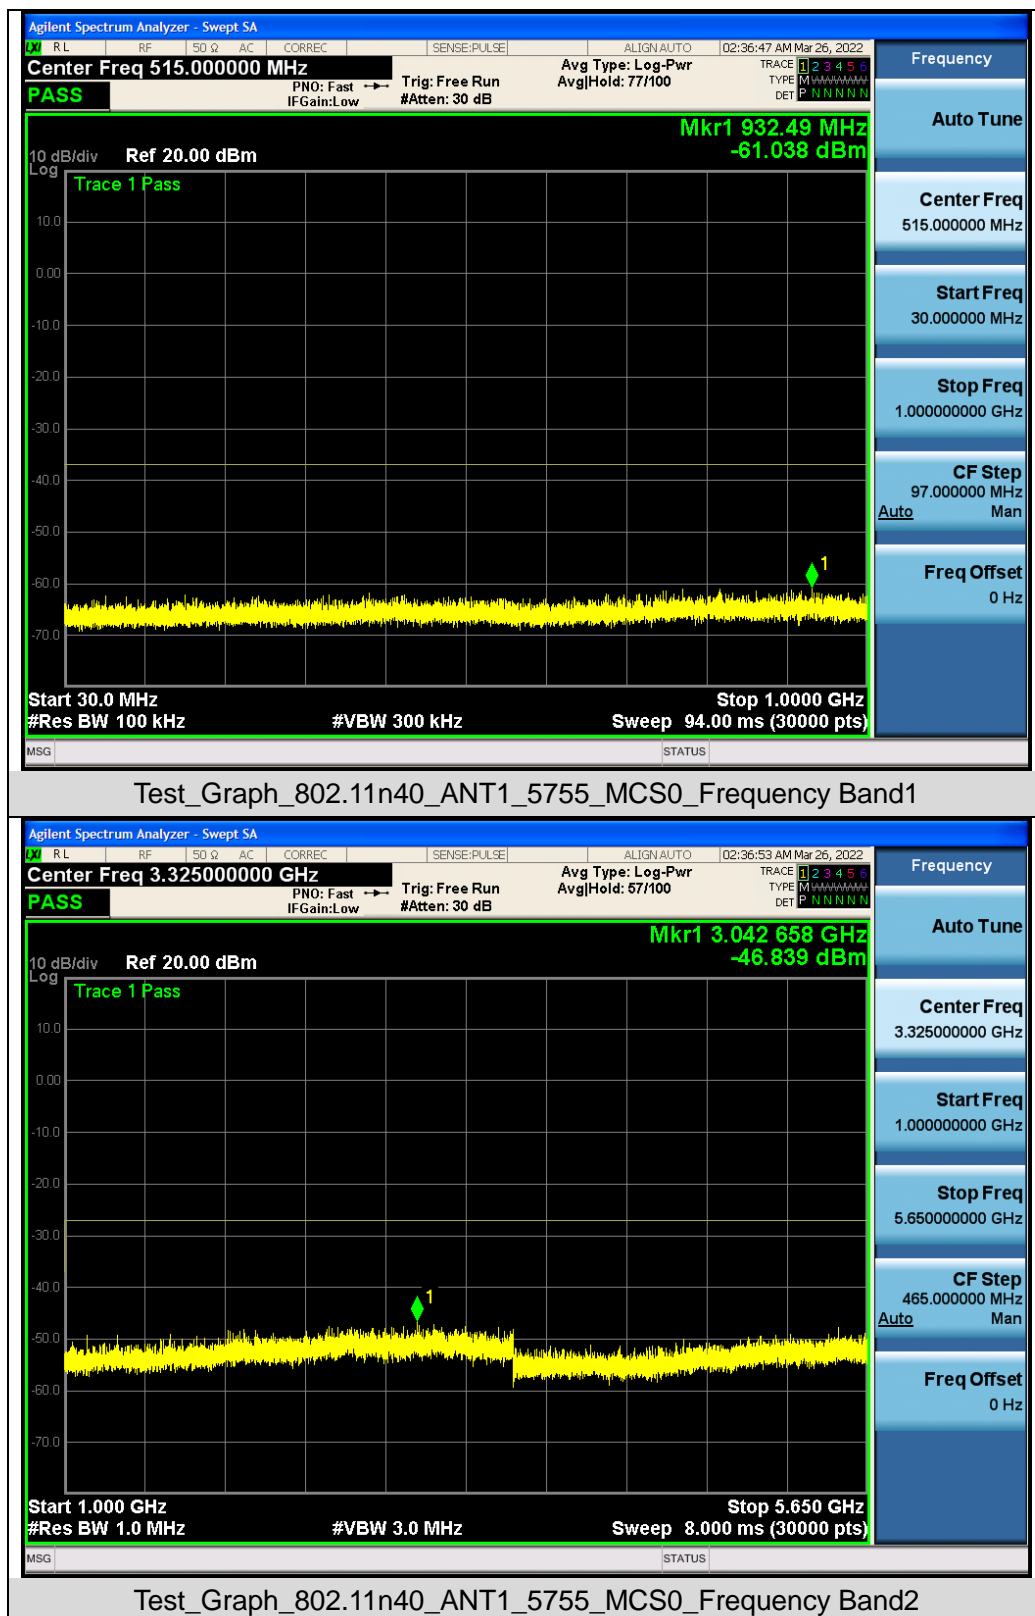 Agilent Spectrum Analyzer - Swept SA
LXI RL RF 50 Ω AC CORREC SENSE:PULSE ALIGN AUTO 02:36:47 AM Mar 26, 2022
Center Freq 515.000000 MHz
PASS
PNO: Fast
IFGain:Low
Trig: Free Run
#Atten: 30 dB
Avg Type: Log-Pwr
Avg|Hold: 77/100
TRACE 1 2 3 4 5 6
TYPE M
DET P N N N N N
Mkr1 932.49 MHz
-61.038 dBm
10 dB/div Ref 20.00 dBm
Log
Trace 1 Pass
10.0
0.00
-10.0
-20.0
-30.0
-40.0
-50.0
1
-60.0
-70.0
Start 30.0 MHz Stop 1.0000 GHz
#Res BW 100 kHz #VBW 300 kHz Sweep 94.00 ms (30000 pts)
MSG STATUS
Frequency
Auto Tune
Center Freq
515.000000 MHz
Start Freq
30.000000 MHz
Stop Freq
1.000000000 GHz
CF Step
97.000000 MHz
Auto Man
Freq Offset
0 Hz
Test_Graph_802.11n40_ANT1_5755_MCS0_Frequency Band1
Agilent Spectrum Analyzer - Swept SA
LXI RL RF 50 Ω AC CORREC SENSE:PULSE ALIGN AUTO 02:36:53 AM Mar 26, 2022
Center Freq 3.325000000 GHz
PASS
PNO: Fast
IFGain:Low
Trig: Free Run
#Atten: 30 dB
Avg Type: Log-Pwr
Avg|Hold: 57/100
TRACE 1 2 3 4 5 6
TYPE M
DET P N N N N N
Mkr1 3.042 658 GHz
-46.839 dBm
10 dB/div Ref 20.00 dBm
Log
Trace 1 Pass
10.0
0.00
-10.0
-20.0
-30.0
-40.0
1
-50.0
-60.0
-70.0
Start 1.000 GHz Stop 5.650 GHz
#Res BW 1.0 MHz #VBW 3.0 MHz Sweep 8.000 ms (30000 pts)
MSG STATUS
Frequency
Auto Tune
Center Freq
3.325000000 GHz
Start Freq
1.000000000 GHz
Stop Freq
5.650000000 GHz
CF Step
465.000000 MHz
Auto Man
Freq Offset
0 Hz
Test_Graph_802.11n40_ANT1_5755_MCS0_Frequency Band2